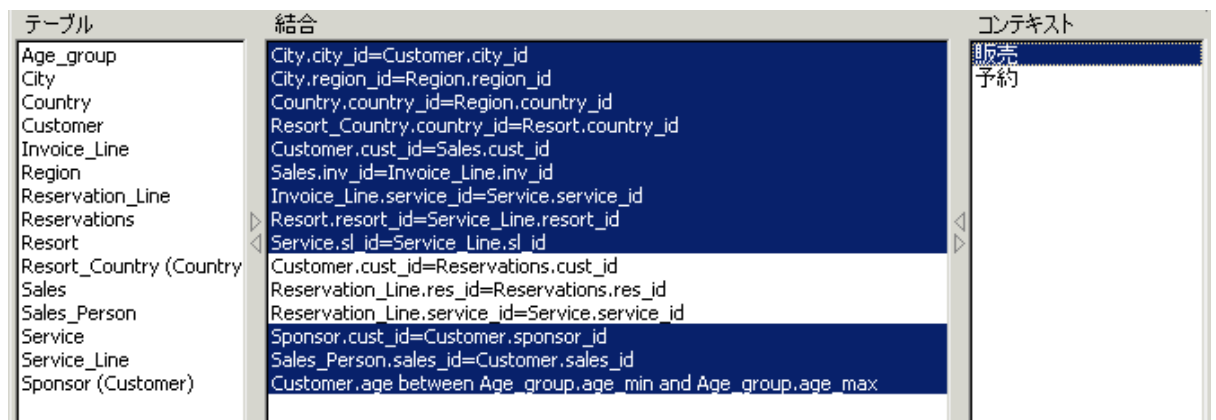 テーブル
Age_group
City
Country
Customer
Invoice_Line
Region
Reservation_Line
Reservations
Resort
Resort_Country (Country
Sales
Sales_Person
Service
Service_Line
Sponsor (Customer)
結合
City.city_id=Customer.city_id
City.region_id=Region.region_id
Country.country_id=Region.country_id
Resort_Country.country_id=Resort.country_id
Customer.cust_id=Sales.cust_id
Sales.inv_id=Invoice_Line.inv_id
Invoice_Line.service_id=Service.service_id
Resort.resort_id=Service_Line.resort_id
Service.sl_id=Service_Line.sl_id
Customer.cust_id=Reservations.cust_id
Reservation_Line.res_id=Reservations.res_id
Reservation_Line.service_id=Service.service_id
Sponsor.cust_id=Customer.sponsor_id
Sales_Person.sales_id=Customer.sales_id
Customer.age between Age_group.age_min and Age_group.age_max
コンテキスト
販売
予約